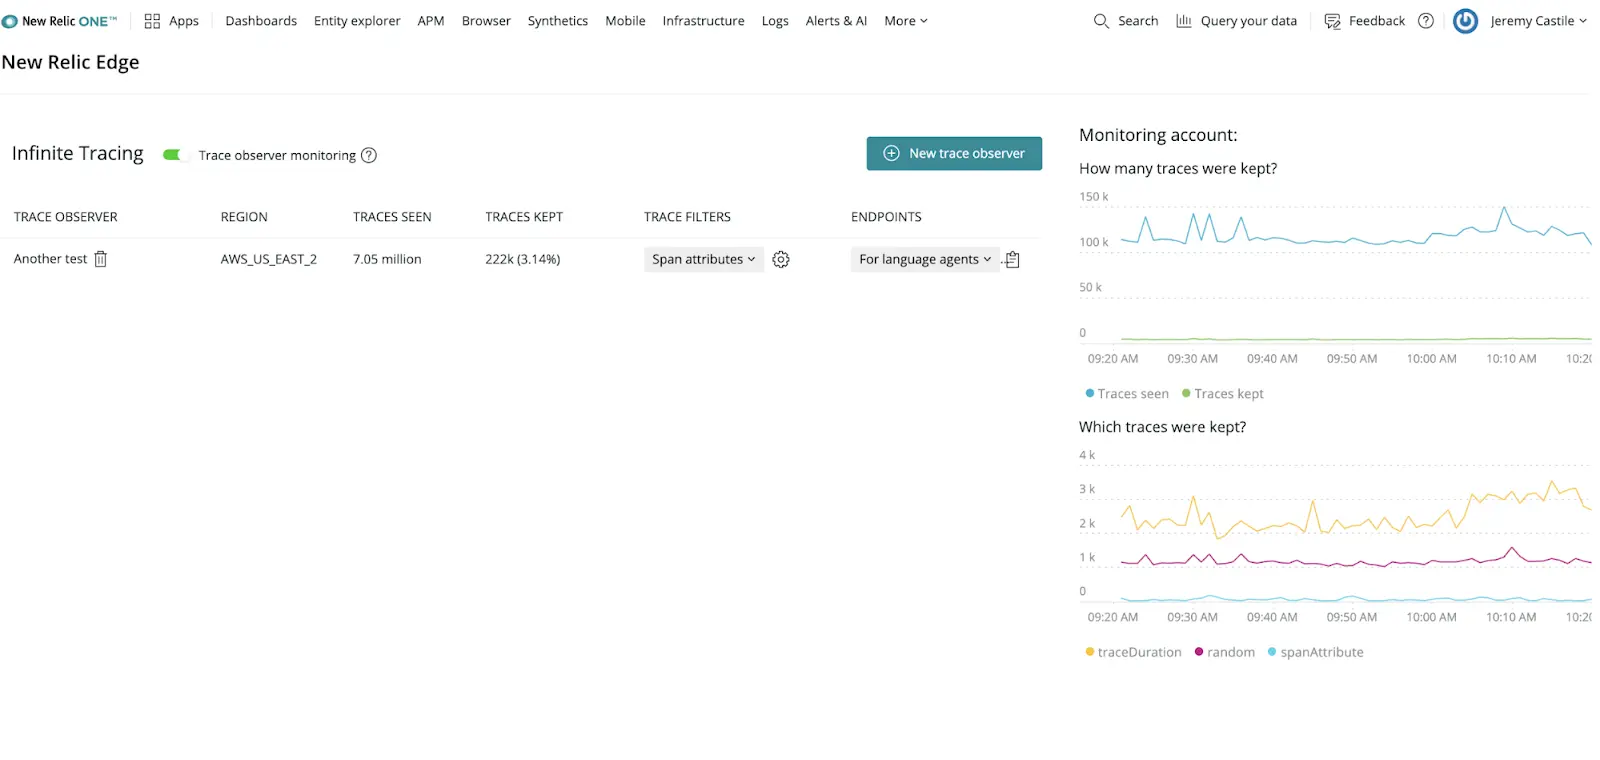 New Relic ONE™ Apps Dashboards Entity explorer APM Browser Synthetics Mobile Infrastructure Logs Alerts & AI More Search Query your data Feedback ? Jeremy Castile
New Relic Edge
Infinite Tracing Trace observer monitoring ? New trace observer
TRACE OBSERVER REGION TRACES SEEN TRACES KEPT TRACE FILTERS ENDPOINTS
Another test AWS_US_EAST_2 7.05 million 222k (3.14%) Span attributes For language agents ...
Monitoring account:
How many traces were kept?
150 k
100 k
50 k
0
09:20 AM 09:30 AM 09:40 AM 09:50 AM 10:00 AM 10:10 AM 10:20
Traces seen Traces kept
Which traces were kept?
4 k
3 k
2 k
1 k
0
09:20 AM 09:30 AM 09:40 AM 09:50 AM 10:00 AM 10:10 AM 10:20
traceDuration random spanAttribute